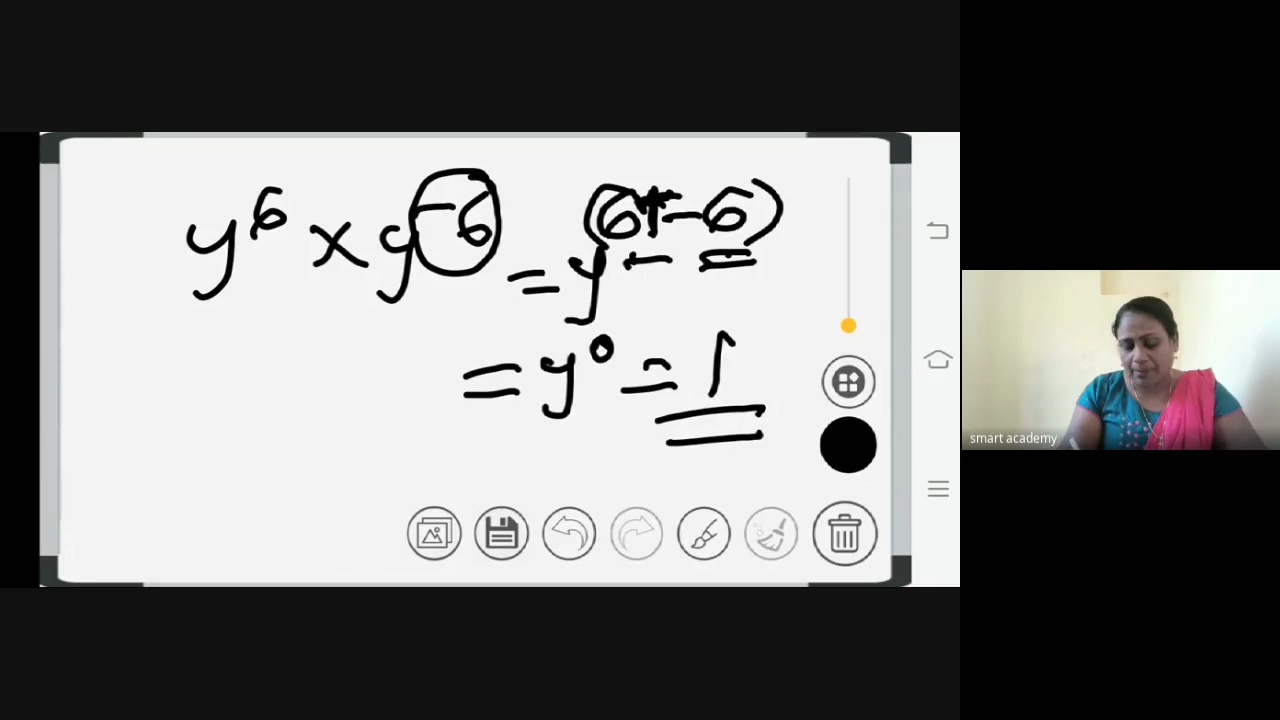 y⁶ × y⁻⁶ = y⁽⁶⁺⁻⁶⁾
= y⁰ = 1
smart academy